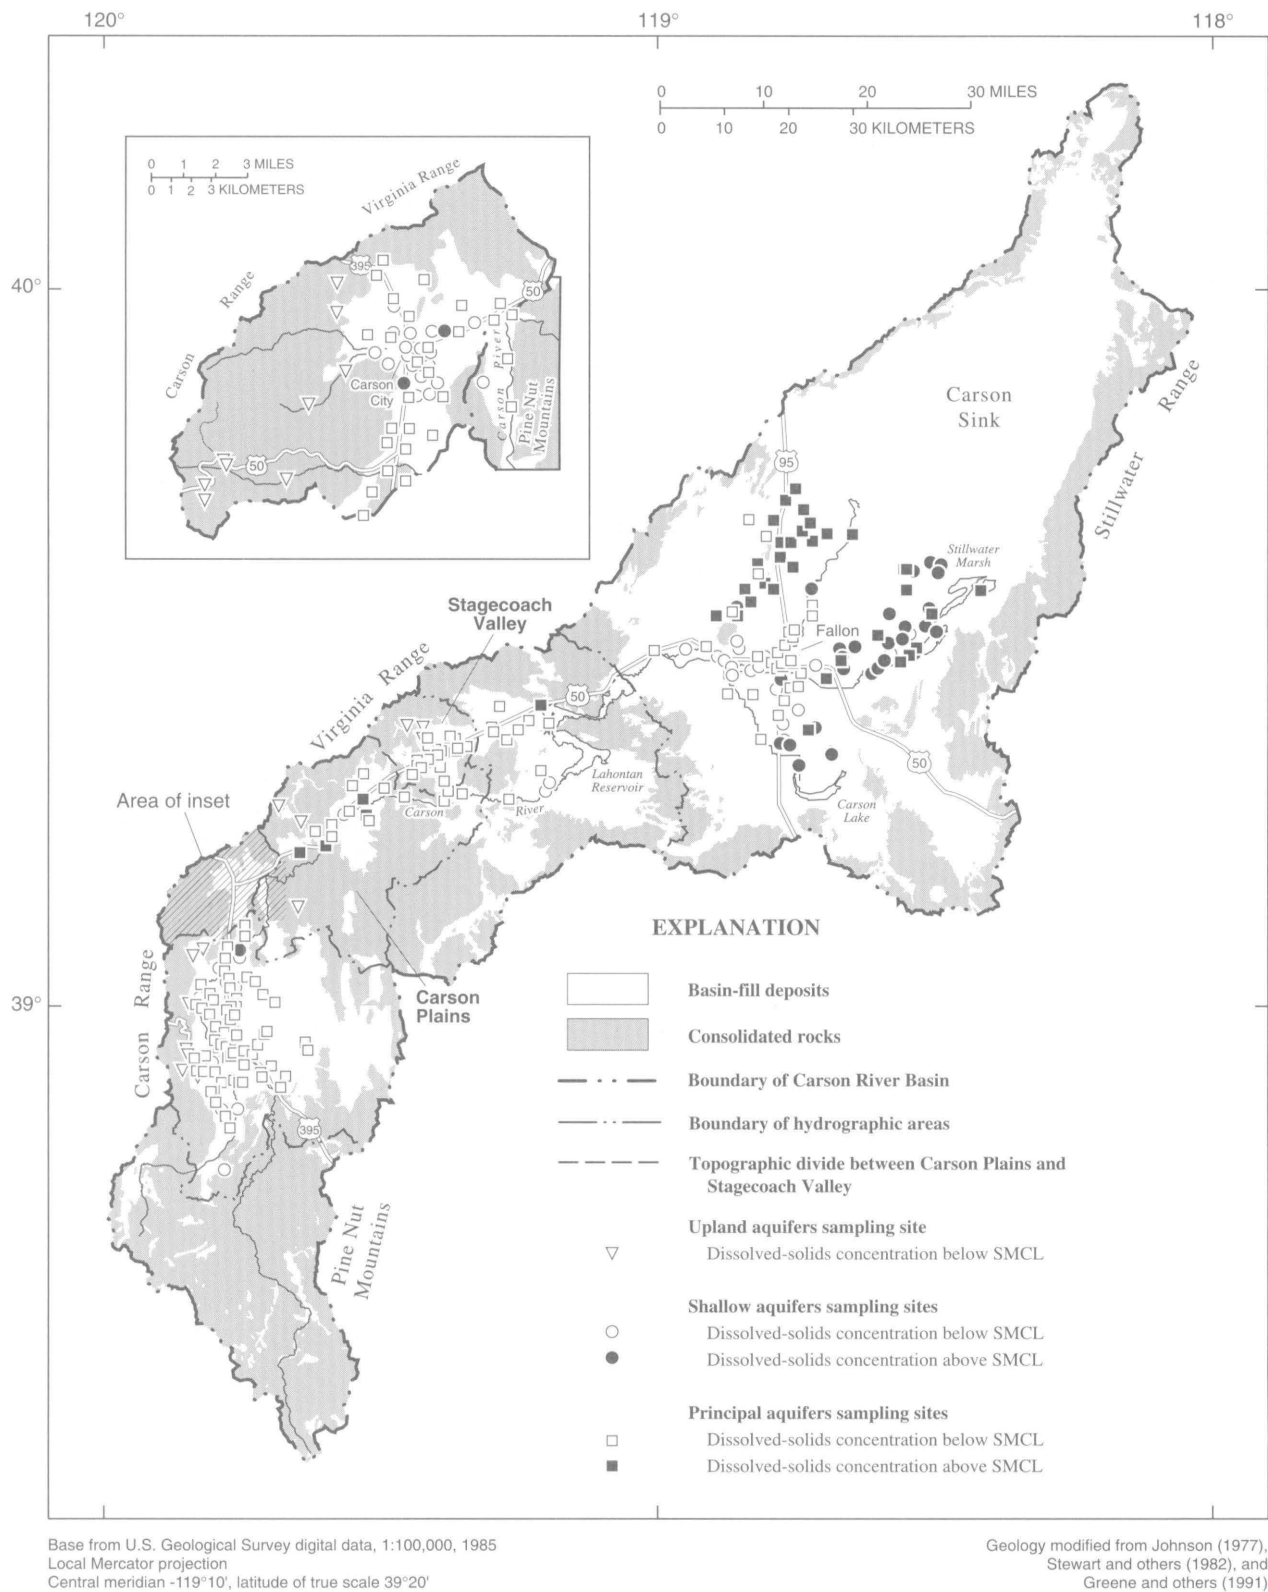 120°
119°
118°
0 10 20 30 MILES
0 10 20 30 KILOMETERS
0 1 2 3 MILES
0 1 2 3 KILOMETERS
Virginia Range
395
Range
50
40°
Carson
Carson River
Carson
City
Pine Nut
Mountains
50
Carson
Sink
Range
95
Stillwater
Stillwater
Marsh
Stagecoach
Valley
Fallon
Virginia Range
50
50
Area of inset
Lahontan
Reservoir
Carson River
Carson
Lake
EXPLANATION
Carson Range
39°
Carson
Plains
Basin-fill deposits
Consolidated rocks
Boundary of Carson River Basin
395
Boundary of hydrographic areas
Topographic divide between Carson Plains and
Stagecoach Valley
Pine Nut
Mountains
Upland aquifers sampling site
Dissolved-solids concentration below SMCL
Shallow aquifers sampling sites
Dissolved-solids concentration below SMCL
Dissolved-solids concentration above SMCL
Principal aquifers sampling sites
Dissolved-solids concentration below SMCL
Dissolved-solids concentration above SMCL
Base from U.S. Geological Survey digital data, 1:100,000, 1985
Local Mercator projection
Central meridian -119°10', latitude of true scale 39°20'
Geology modified from Johnson (1977),
Stewart and others (1982), and
Greene and others (1991)